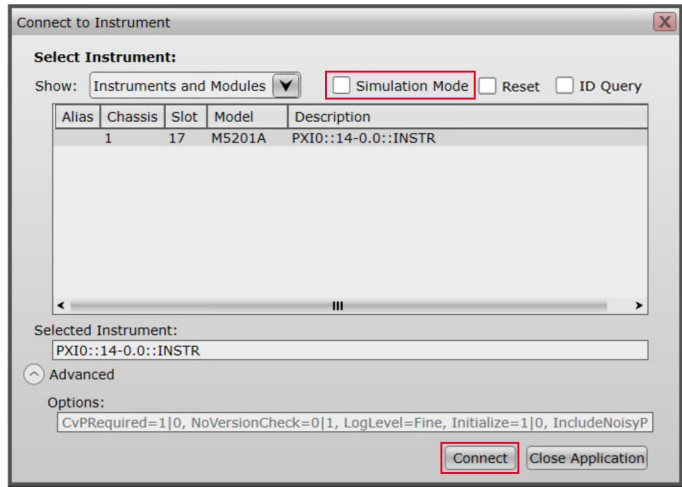 Connect to Instrument
X
Select Instrument:
Show: Instruments and Modules Simulation Mode Reset ID Query
Alias Chassis Slot Model Description
1 17 M5201A PXI0::14-0.0::INSTR
Selected Instrument:
PXI0::14-0.0::INSTR
Advanced
Options:
CvPRequired=1|0, NoVersionCheck=0|1, LogLevel=Fine, Initialize=1|0, IncludeNoisyP
Connect Close Application